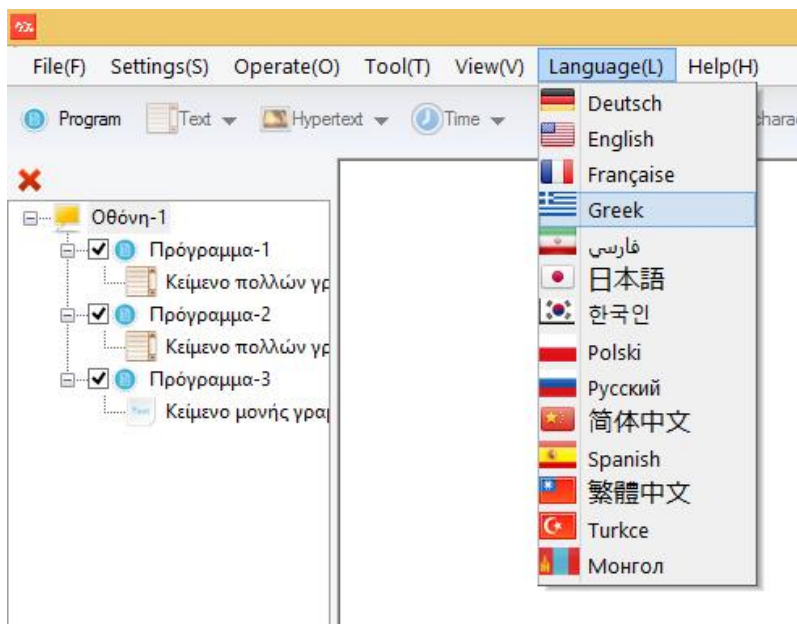 File(F) Settings(S) Operate(O) Tool(T) View(V) Language(L) Help(H)
Program Text Hypertext Time
Οθόνη-1
Πρόγραμμα-1
Κείμενο πολλών γρ
Πρόγραμμα-2
Κείμενο πολλών γρ
Πρόγραμμα-3
Κείμενο μονής γραμ
Deutsch
English
Française
Greek
فارسي
日本語
한국인
Polski
Русский
简体中文
Spanish
繁體中文
Turkce
Монгол